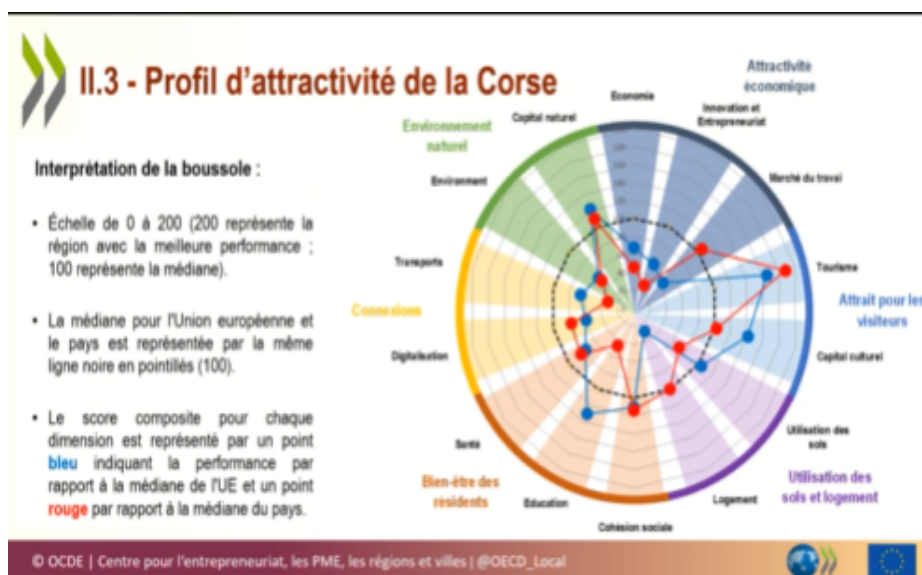 II.3 - Profil d'attractivité de la Corse
Interprétation de la boussole :
• Échelle de 0 à 200 (200 représente la
région avec la meilleure performance ;
100 représente la médiane).
• La médiane pour l'Union européenne et
le pays est représentée par la même
ligne noire en pointillés (100).
• Le score composite pour chaque
dimension est représenté par un point
bleu indiquant la performance par
rapport à la médiane de l'UE et un point
rouge par rapport à la médiane du pays.
Attractivité
économique
Economie
Innovation et
Entrepreneuriat
Marché du travai
Tourisme
Attrait pour les
visiteurs
Capital culturel
Utilisation des
sols
Utilisation des
sols et logement
Logement
Cohésion sociale
Education
Bien-être des
résidents
Santé
Digitalisation
Connexions
Transports
Environment
Environnement
naturel
Capital naturel
© OCDE | Centre pour l'entrepreneuriat, les PME, les régions et villes | @OECD_Local